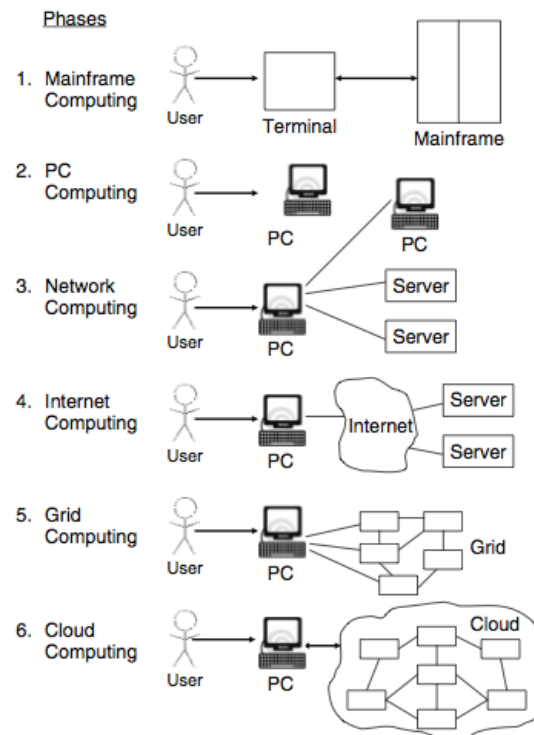 Phases
1. Mainframe
Computing
User
Terminal
Mainframe
2. PC
Computing
User
PC
PC
3. Network
Computing
User
PC
Server
Server
4. Internet
Computing
User
PC
Internet
Server
Server
5. Grid
Computing
User
PC
Grid
6. Cloud
Computing
User
PC
Cloud